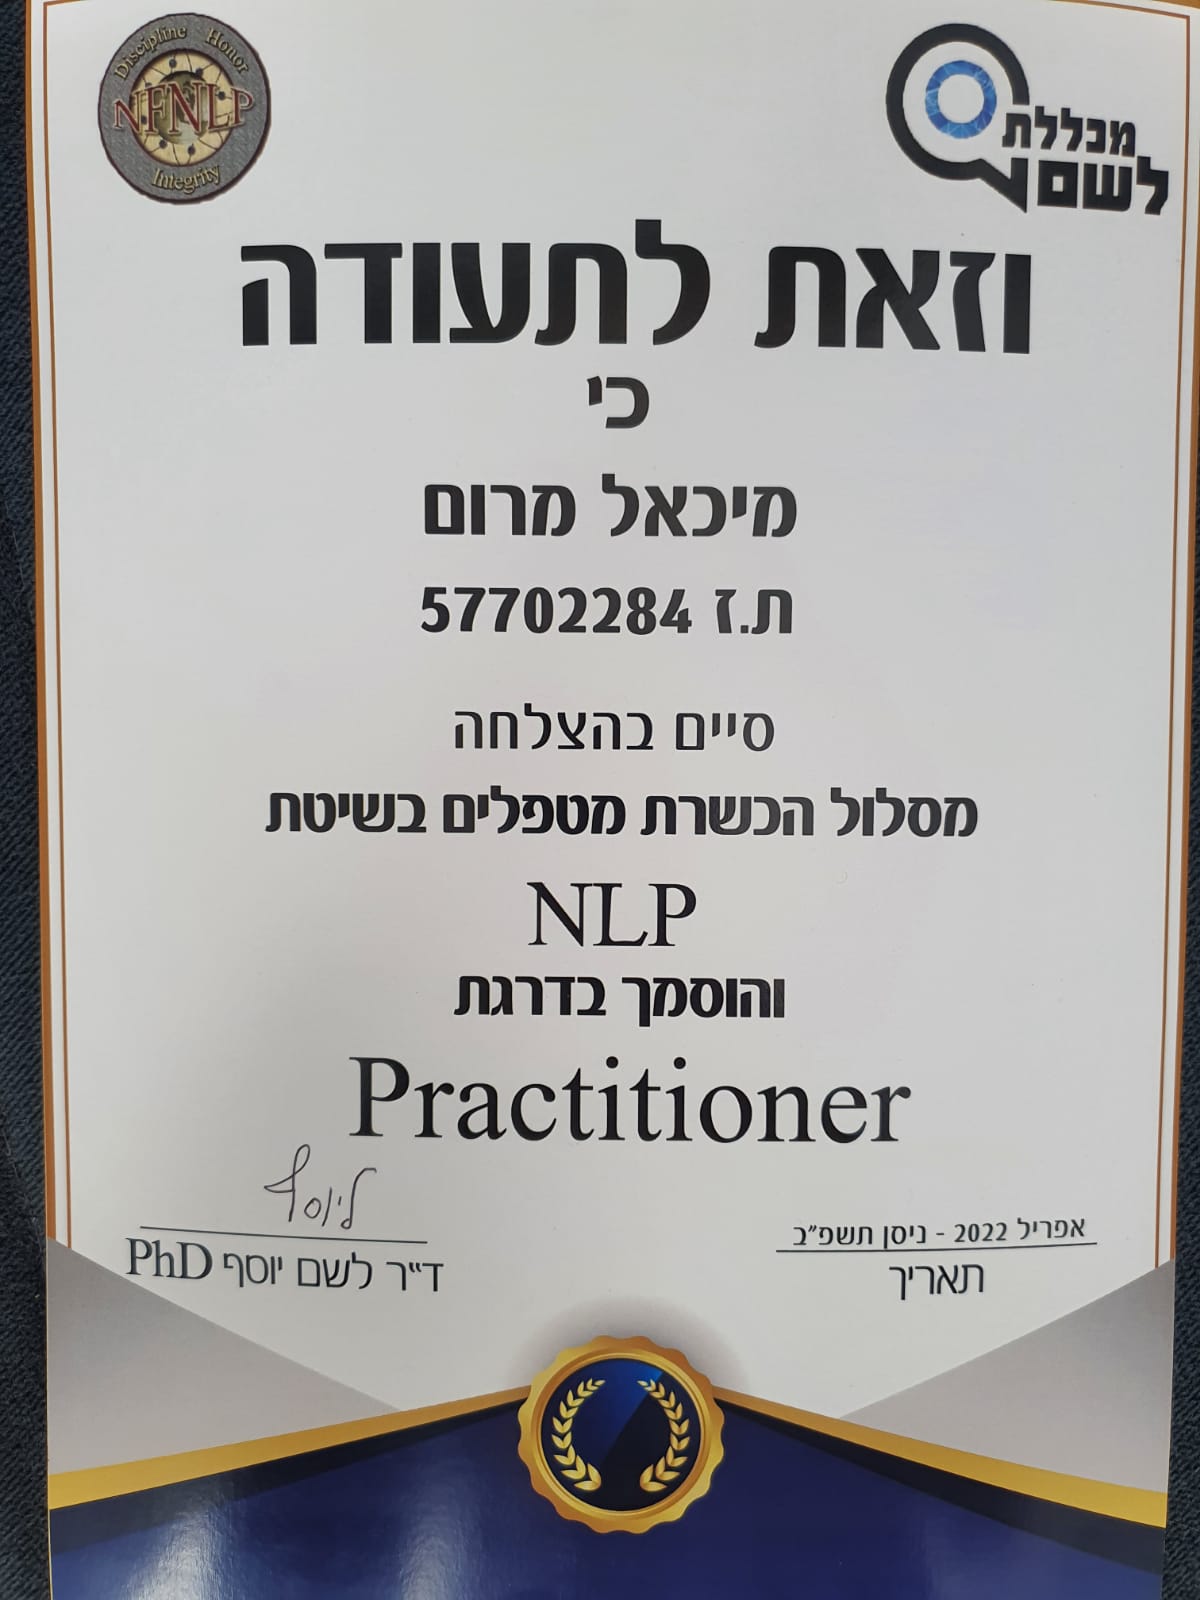 Discipline Honor
NFNLP
Integrity
מכללת
לשם
וזאת לתעודה
כי
מיכאל מרום
ת.ז 57702284
סיים בהצלחה
מסלול הכשרת מטפלים בשיטת
NLP
והוסמך בדרגת
Practitioner
אפריל 2022 - ניסן תשפ"ב
תאריך
ליוסף
ד"ר לשם יוסף PhD